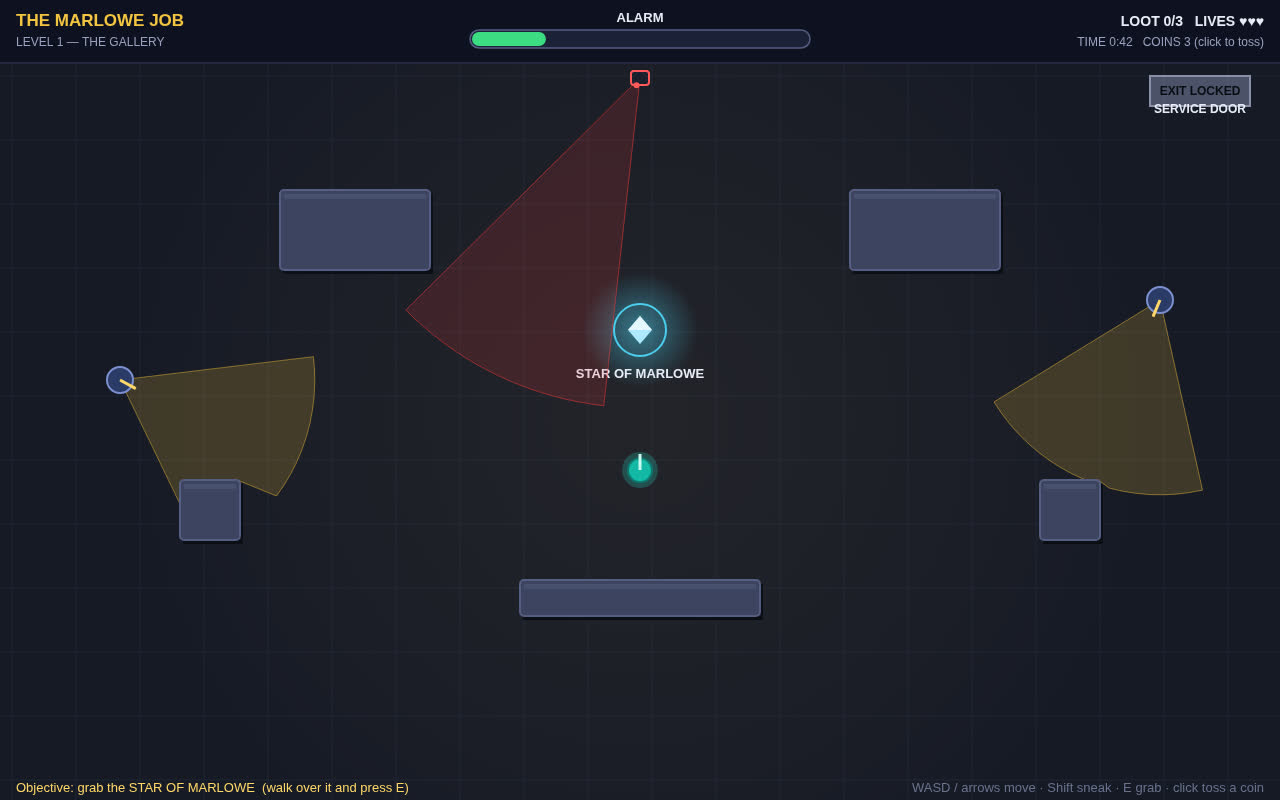 THE MARLOWE JOB
LEVEL 1 — THE GALLERY
ALARM
LOOT 0/3 LIVES ♥♥♥
TIME 0:42 COINS 3 (click to toss)
EXIT LOCKED
SERVICE DOOR
STAR OF MARLOWE
Objective: grab the STAR OF MARLOWE (walk over it and press E)
WASD / arrows move · Shift sneak · E grab · click toss a coin